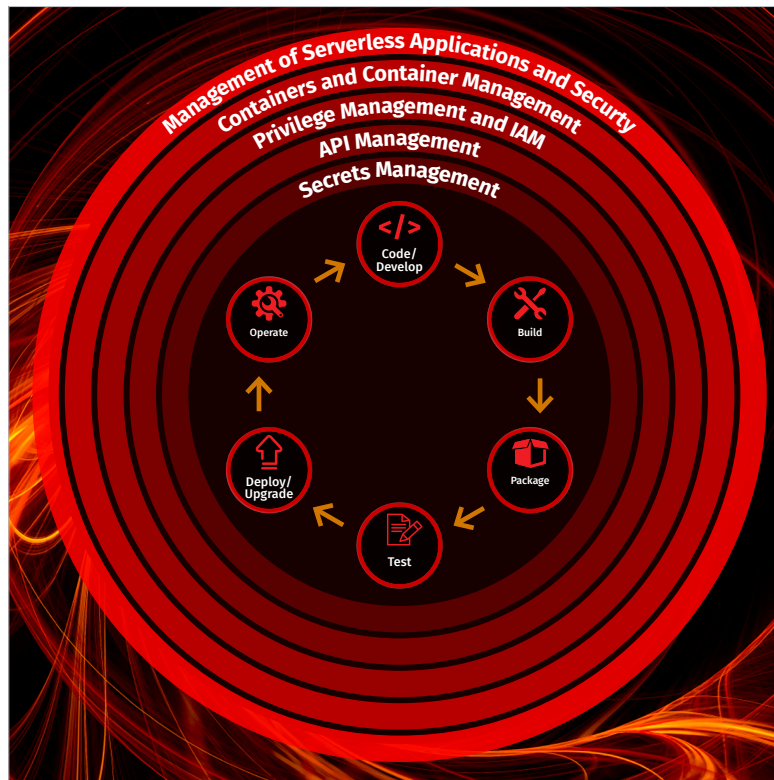 Management of Serverless Applications and Securty
Containers and Container Management
Privilege Management and IAM
API Management
Secrets Management
</>
Code/
Develop
Operate
Build
Deploy/
Upgrade
Package
Test